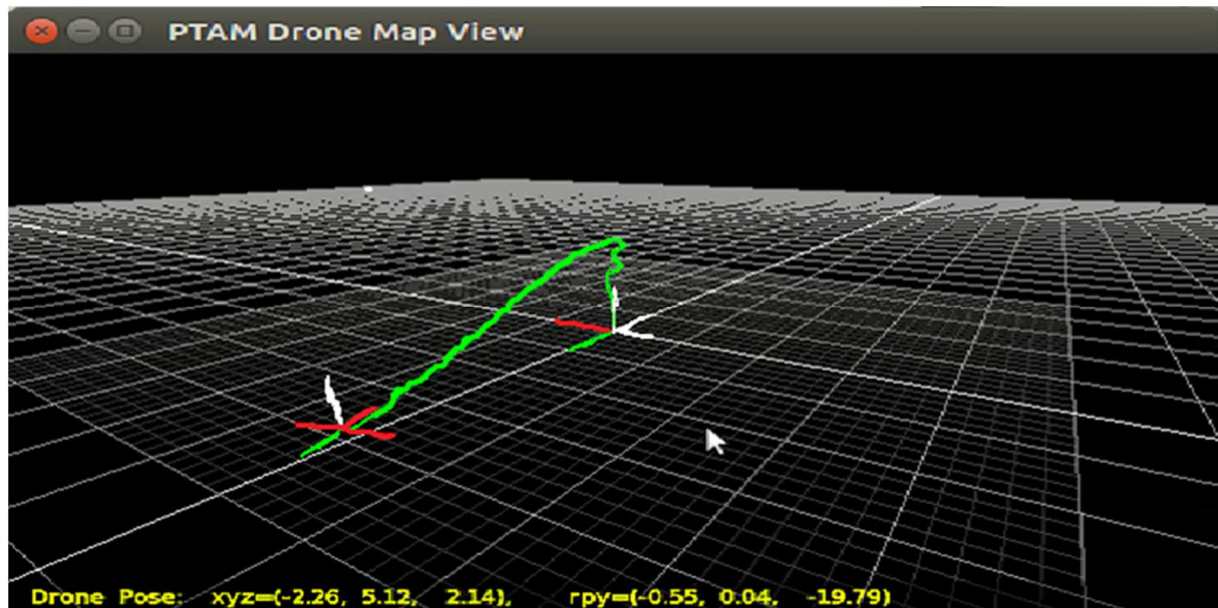 PTAM Drone Map View
Drone Pose: xyz=(-2.26, 5.12, 2.14), rpy=(-0.55, 0.04, -19.79)